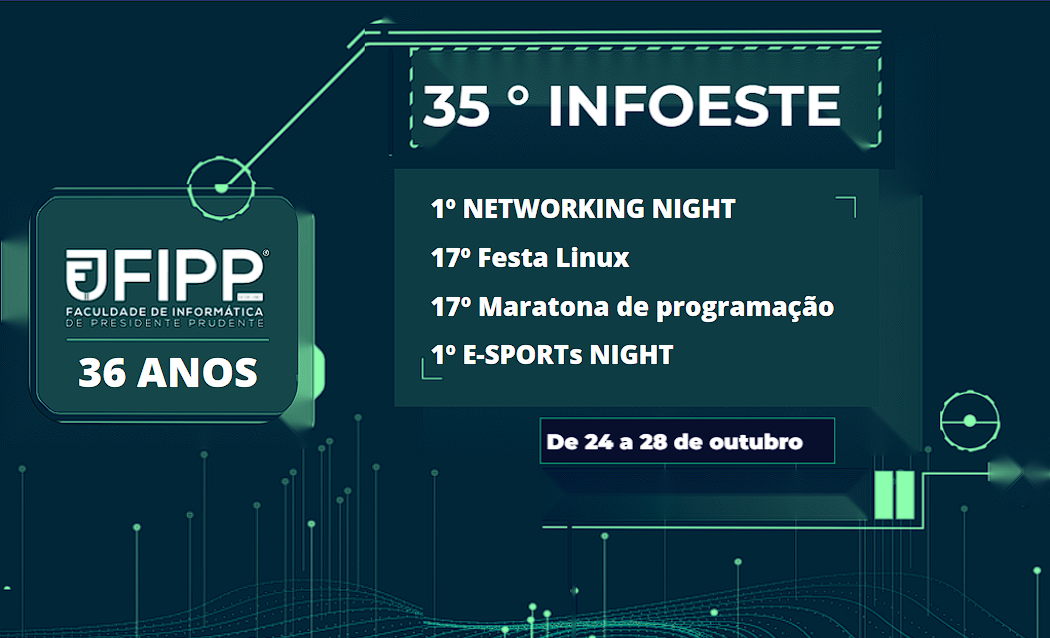 35 º INFOESTE
1º NETWORKING NIGHT
17º Festa Linux
17º Maratona de programação
1º E-SPORTs NIGHT
De 24 a 28 de outubro
FIPP®
FACULDADE DE INFORMÁTICA
DE PRESIDENTE PRUDENTE
36 ANOS